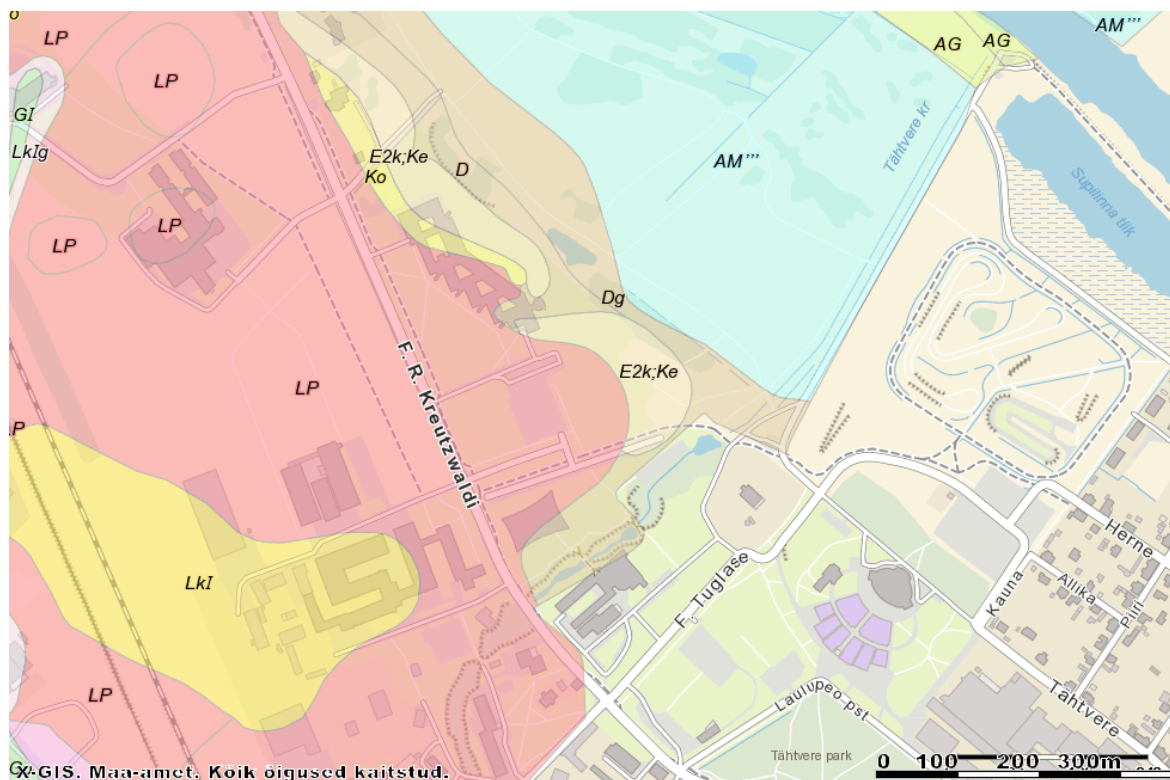 LP
AG
AG
AM'''
LP
GI
LkIg
E2k;Ke
D
Ko
AM'''
Tähtvere kr
Supilinna tiik
LP
LP
Dg
E2k;Ke
LP
F. R. Kreutzwaldi
LP
Herne
LkI
F. Tuglase
Kauna
Allika
Piiri
LP
Laulupeo pst
Tähtvere
Tähtvere park
X-GIS. Maa-amet. Kõik õigused kaitstud.
0 100 200 300m